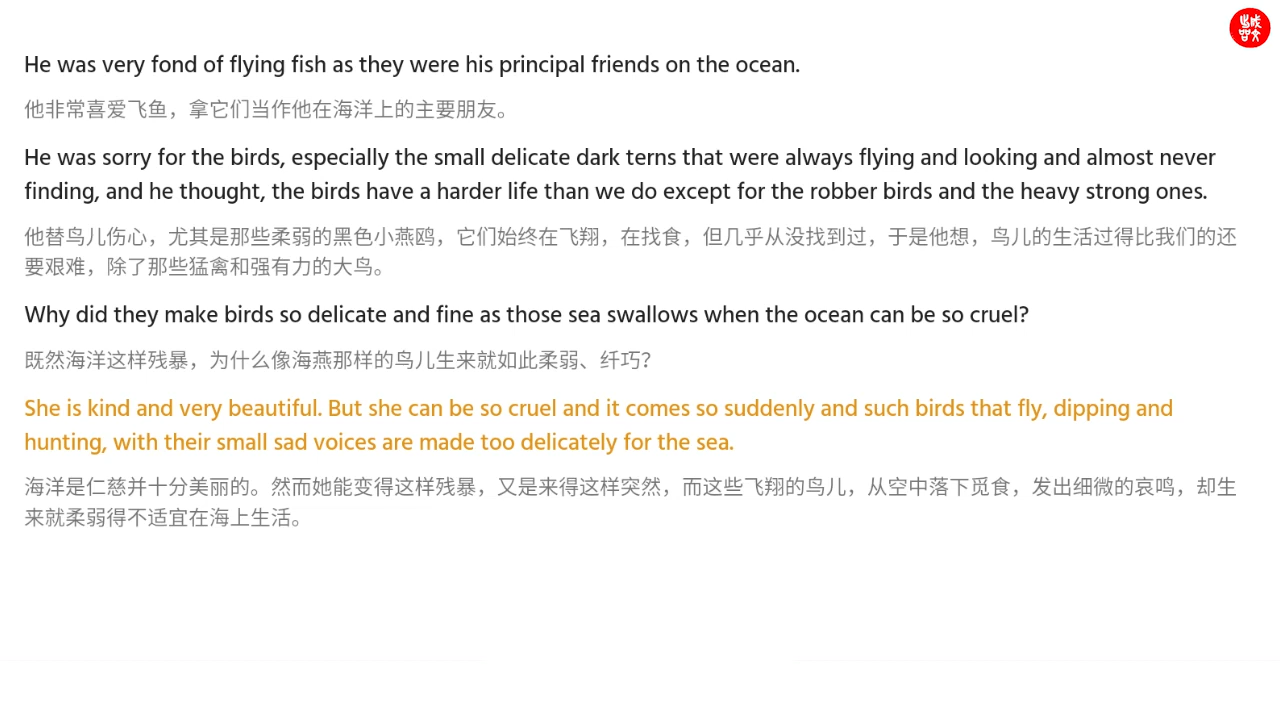 He was very fond of flying fish as they were his principal friends on the ocean.
他非常喜爱飞鱼，拿它们当作他在海洋上的主要朋友。
He was sorry for the birds, especially the small delicate dark terns that were always flying and looking and almost never
finding, and he thought, the birds have a harder life than we do except for the robber birds and the heavy strong ones.
他替鸟儿伤心，尤其是那些柔弱的黑色小燕鸥，它们始终在飞翔，在找食，但几乎从没找到过，于是他想，鸟儿的生活过得比我们的还
要艰难，除了那些猛禽和强有力的大鸟。
Why did they make birds so delicate and fine as those sea swallows when the ocean can be so cruel?
既然海洋这样残暴，为什么像海燕那样的鸟儿生来就如此柔弱、纤巧？
She is kind and very beautiful. But she can be so cruel and it comes so suddenly and such birds that fly, dipping and
hunting, with their small sad voices are made too delicately for the sea.
海洋是仁慈并十分美丽的。然而她能变得这样残暴，又是来得这样突然，而这些飞翔的鸟儿，从空中落下觅食，发出细微的哀鸣，却生
来就柔弱得不适宜在海上生活。